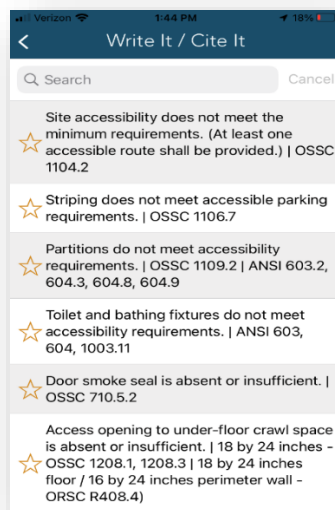 Verizon
1:44 PM
18%
Write It / Cite It
Search
Cancel
Site accessibility does not meet the
minimum requirements. (At least one
accessible route shall be provided.) | OSSC
1104.2
Striping does not meet accessible parking
requirements. | OSSC 1106.7
Partitions do not meet accessibility
requirements. | OSSC 1109.2 | ANSI 603.2,
604.3, 604.8, 604.9
Toilet and bathing fixtures do not meet
accessibility requirements. | ANSI 603,
604, 1003.11
Door smoke seal is absent or insufficient. |
OSSC 710.5.2
Access opening to under-floor crawl space
is absent or insufficient. | 18 by 24 inches -
OSSC 1208.1, 1208.3 | 18 by 24 inches
floor / 16 by 24 inches perimeter wall -
ORSC R408.4)